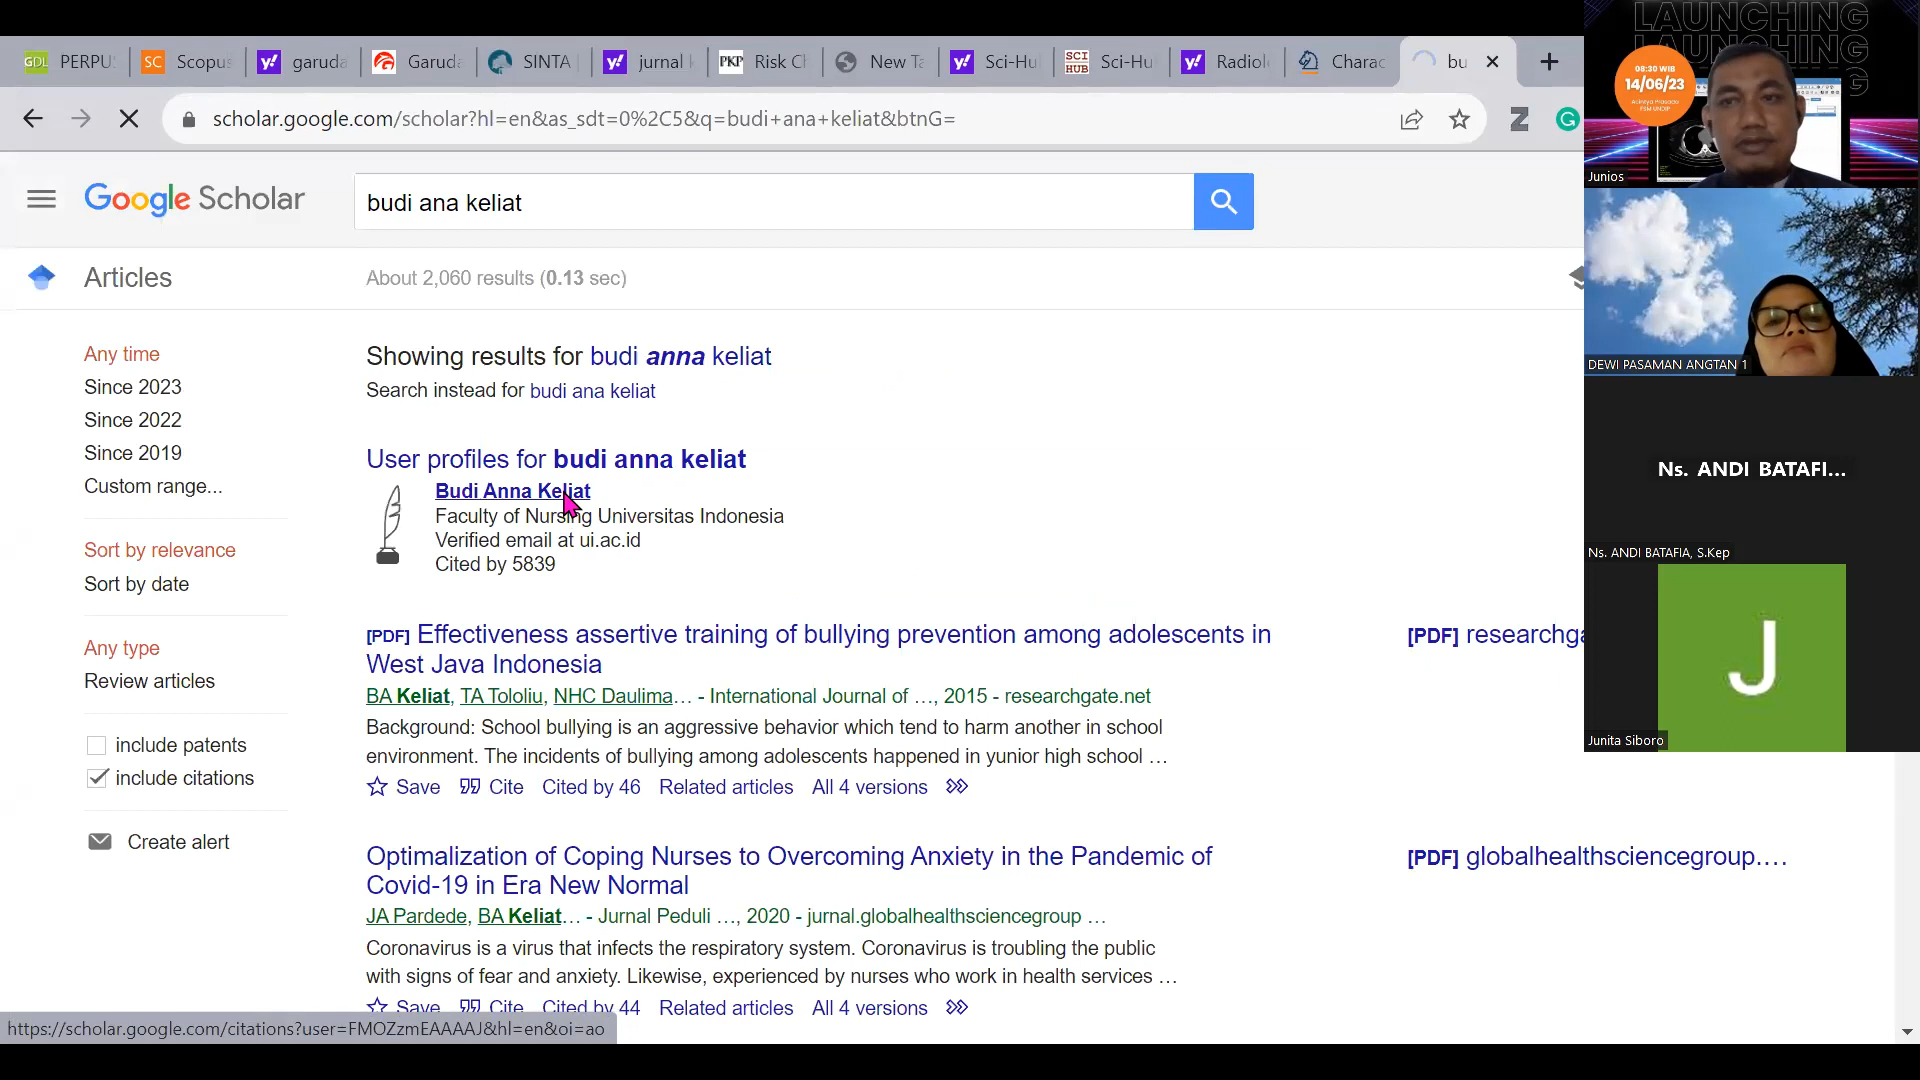 PERPU
Scopus
garuda
Garuda
SINTA
jurnal k
PKP
Risk Ch
New Ta
Sci-Hu
SCI
HUB
Sci-Hu
Radiol
Charac
bu
scholar.google.com/scholar?hl=en&as_sdt=0%2C5&q=budi+ana+keliat&btnG=
Google Scholar
budi ana keliat
Articles
About 2,060 results (0.13 sec)
Any time
Since 2023
Since 2022
Since 2019
Custom range...
Sort by relevance
Sort by date
Any type
Review articles
include patents
include citations
Create alert
Showing results for budi anna keliat
Search instead for budi ana keliat
User profiles for budi anna keliat
Budi Anna Keliat
Faculty of Nursing Universitas Indonesia
Verified email at ui.ac.id
Cited by 5839
[PDF] Effectiveness assertive training of bullying prevention among adolescents in
West Java Indonesia
BA Keliat, TA Tololiu, NHC Daulima… - International Journal of …, 2015 - researchgate.net
Background: School bullying is an aggressive behavior which tend to harm another in school
environment. The incidents of bullying among adolescents happened in yunior high school …
Save Cite Cited by 46 Related articles All 4 versions
[PDF] researchga
Optimalization of Coping Nurses to Overcoming Anxiety in the Pandemic of
Covid-19 in Era New Normal
JA Pardede, BA Keliat… - Jurnal Peduli …, 2020 - jurnal.globalhealthsciencegroup …
Coronavirus is a virus that infects the respiratory system. Coronavirus is troubling the public
with signs of fear and anxiety. Likewise, experienced by nurses who work in health services …
Save Cite Cited by 44 Related articles All 4 versions
[PDF] globalhealthsciencegroup.…
https://scholar.google.com/citations?user=FMOZzmEAAAAJ&hl=en&oi=ao
LAUNCHING
LAUNCHING
08:30 WIB
14/06/23
Junios
DEWI PASAMAN ANGTAN 1
Ns. ANDI BATAFI...
Ns. ANDI BATAFIA, S.Kep
J
Junita Siboro